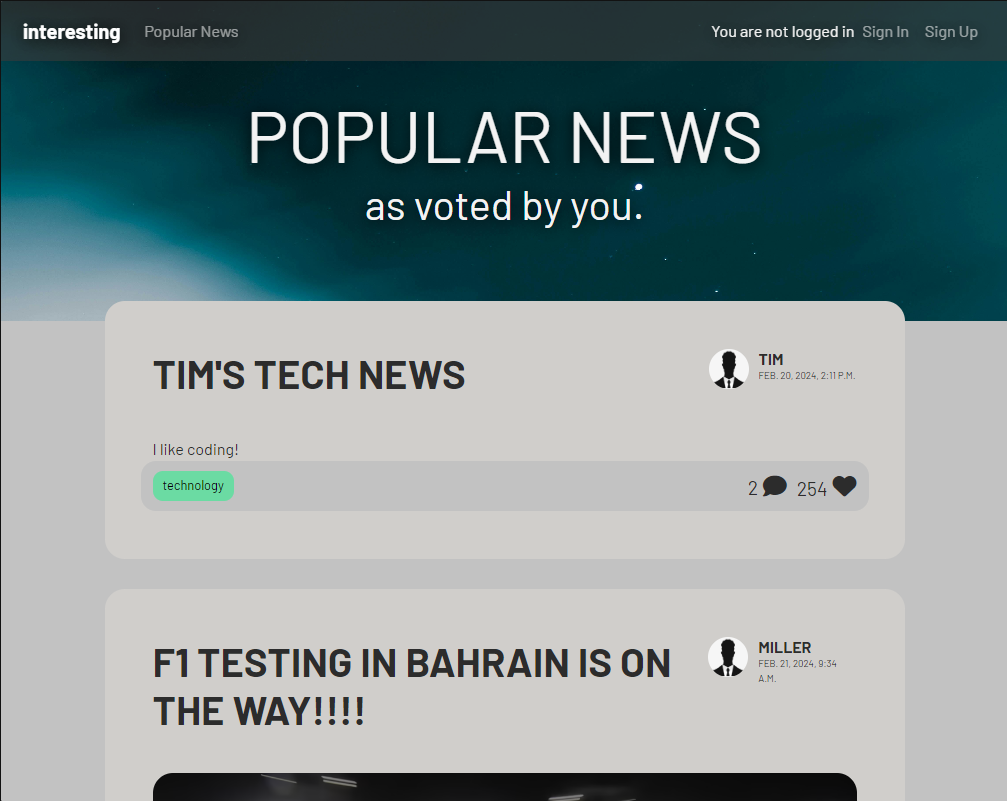 interesting Popular News You are not logged in Sign In Sign Up
POPULAR NEWS
as voted by you.
TIM'S TECH NEWS
TIM
FEB. 20, 2024, 2:11 P.M.
I like coding!
technology 2 254
F1 TESTING IN BAHRAIN IS ON
THE WAY!!!!
MILLER
FEB. 21, 2024, 9:34
A.M.